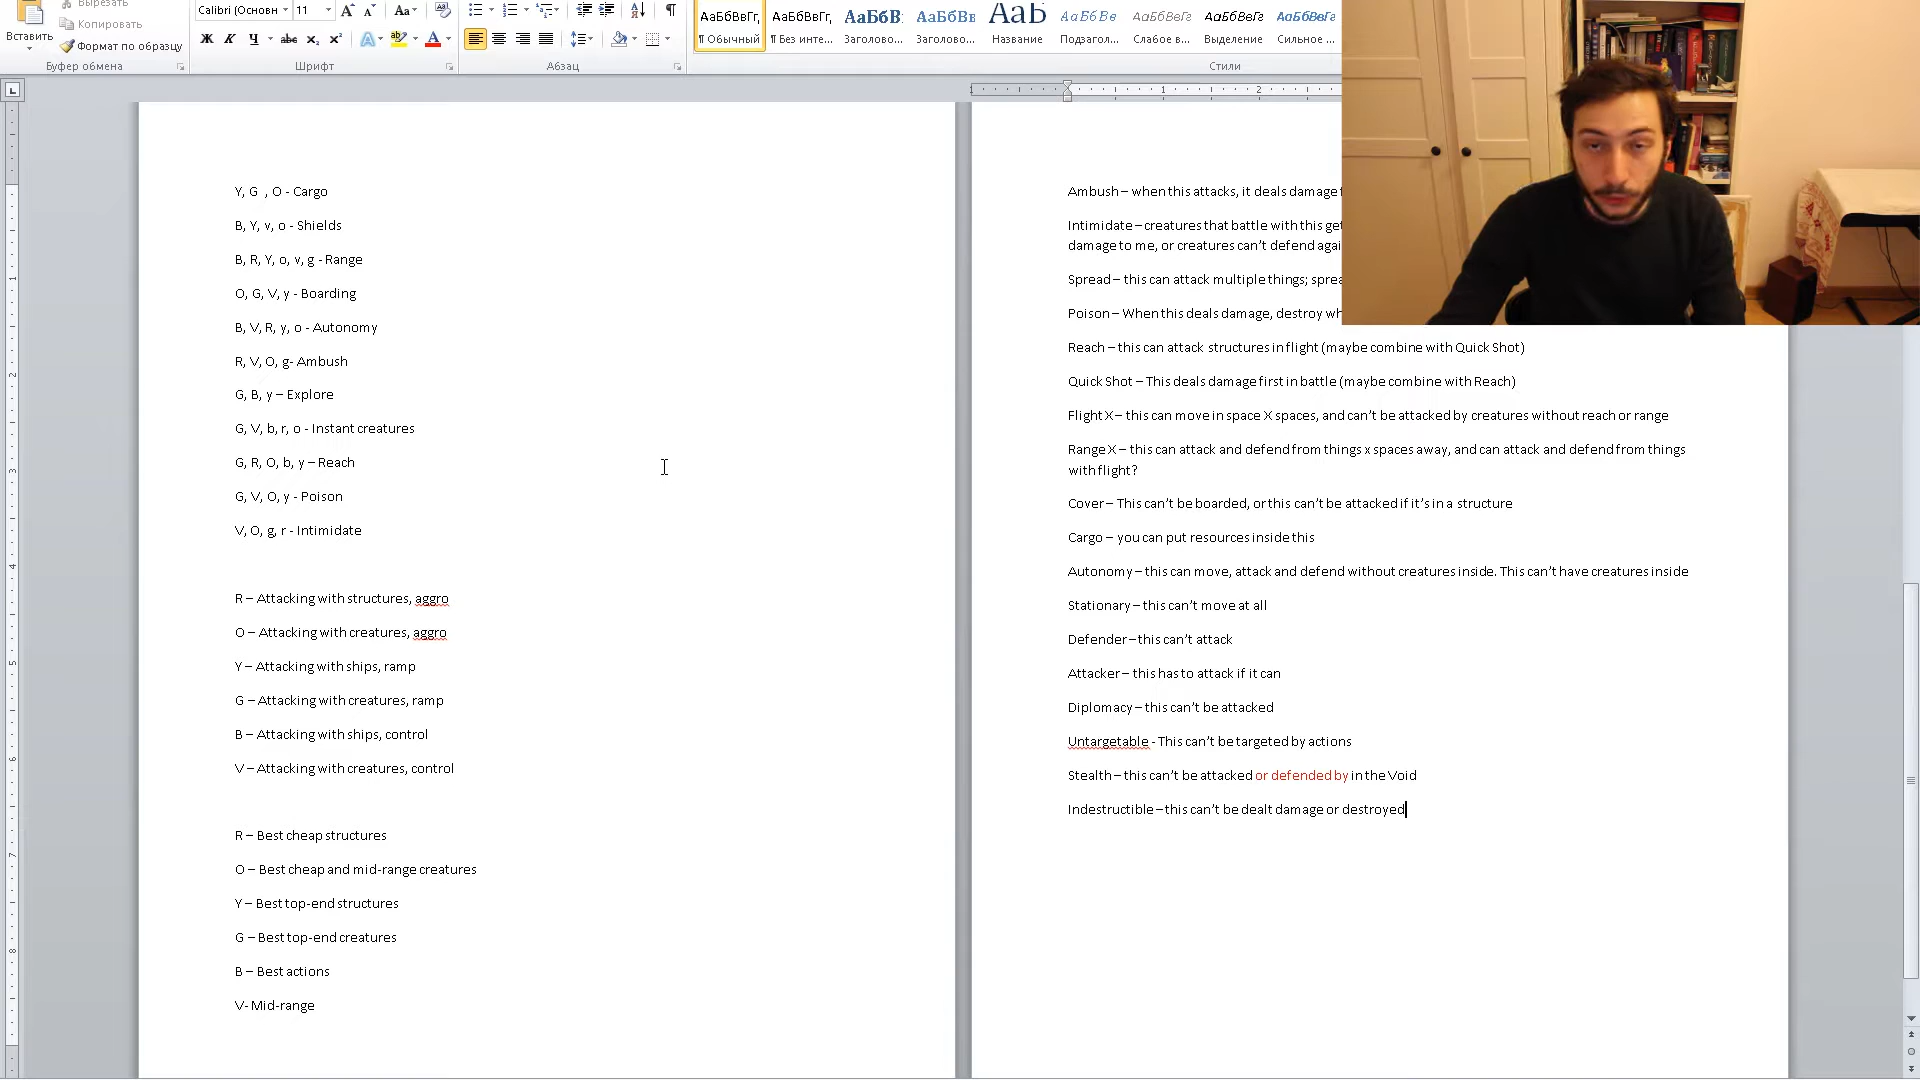 Вырезать
Calibri (Основн 11
Вставить
Копировать
Формат по образцу
Ж К Ч abc x₂ x²
АаБбВвГг, АаБбВвГг, АаБбВ: АаБбВв АаБ АаБбВв АаБбВвГг АаБбВвГг АаБбВвГг
¶ Обычный ¶ Без инте... Заголово... Заголово... Название Подзагол... Слабое в... Выделение Сильное ...
Буфер обмена Шрифт Абзац Стили
Y, G , O - Cargo
B, Y, v, o - Shields
B, R, Y, o, v, g - Range
O, G, V, y - Boarding
B, V, R, y, o - Autonomy
R, V, O, g- Ambush
G, B, y – Explore
G, V, b, r, o - Instant creatures
G, R, O, b, y – Reach
G, V, O, y - Poison
V, O, g, r - Intimidate
R – Attacking with structures, aggro
O – Attacking with creatures, aggro
Y – Attacking with ships, ramp
G – Attacking with creatures, ramp
B – Attacking with ships, control
V – Attacking with creatures, control
R – Best cheap structures
O – Best cheap and mid-range creatures
Y – Best top-end structures
G – Best top-end creatures
B – Best actions
V- Mid-range
Ambush – when this attacks, it deals damage
Intimidate – creatures that battle with this get
damage to me, or creatures can’t defend
Spread – this can attack multiple things;
Poison – When this deals damage, destroy
Reach – this can attack structures in flight (maybe combine with Quick Shot)
Quick Shot – This deals damage first in battle (maybe combine with Reach)
Flight X – this can move in space X spaces, and can’t be attacked by creatures without reach or range
Range X – this can attack and defend from things x spaces away, and can attack and defend from things
with flight?
Cover – This can’t be boarded, or this can’t be attacked if it’s in a structure
Cargo – you can put resources inside this
Autonomy – this can move, attack and defend without creatures inside. This can’t have creatures inside
Stationary – this can’t move at all
Defender – this can’t attack
Attacker – this has to attack if it can
Diplomacy – this can’t be attacked
Untargetable - This can’t be targeted by actions
Stealth – this can’t be attacked or defended by in the Void
Indestructible – this can’t be dealt damage or destroyed